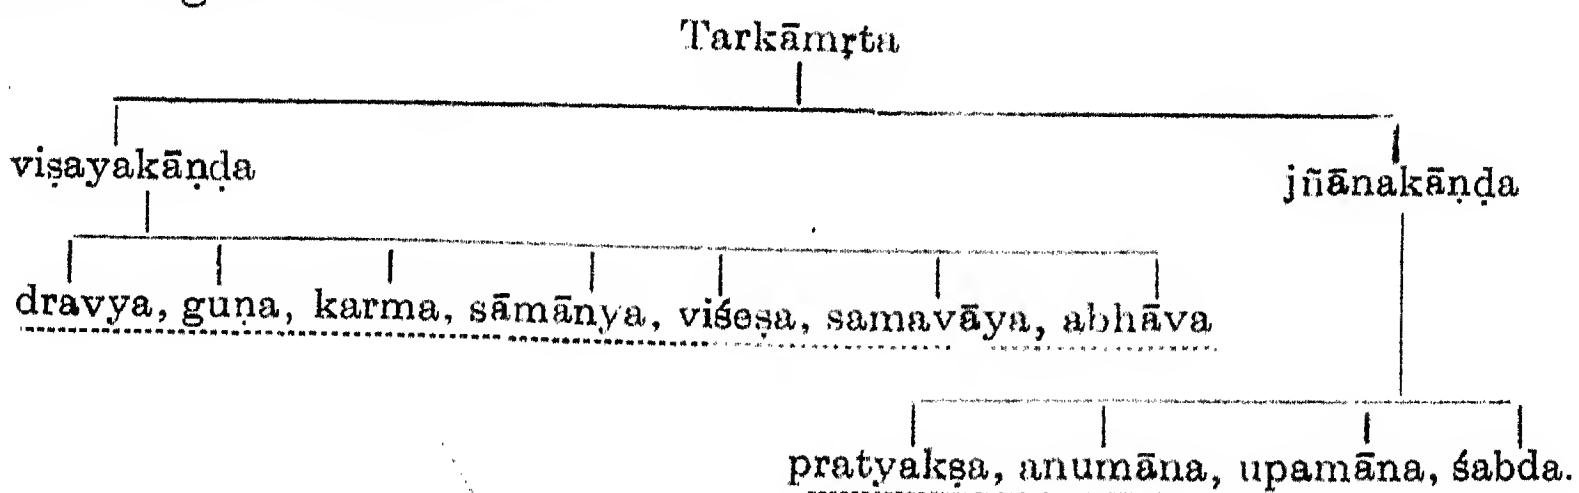 Tarkāmṛta
viṣayakāṇḍa
jñānakāṇḍa
dravya, guṇa, karma, sāmānya, viśeṣa, samavāya, abhāva
pratyakṣa, anumāna, upamāna, śabda.